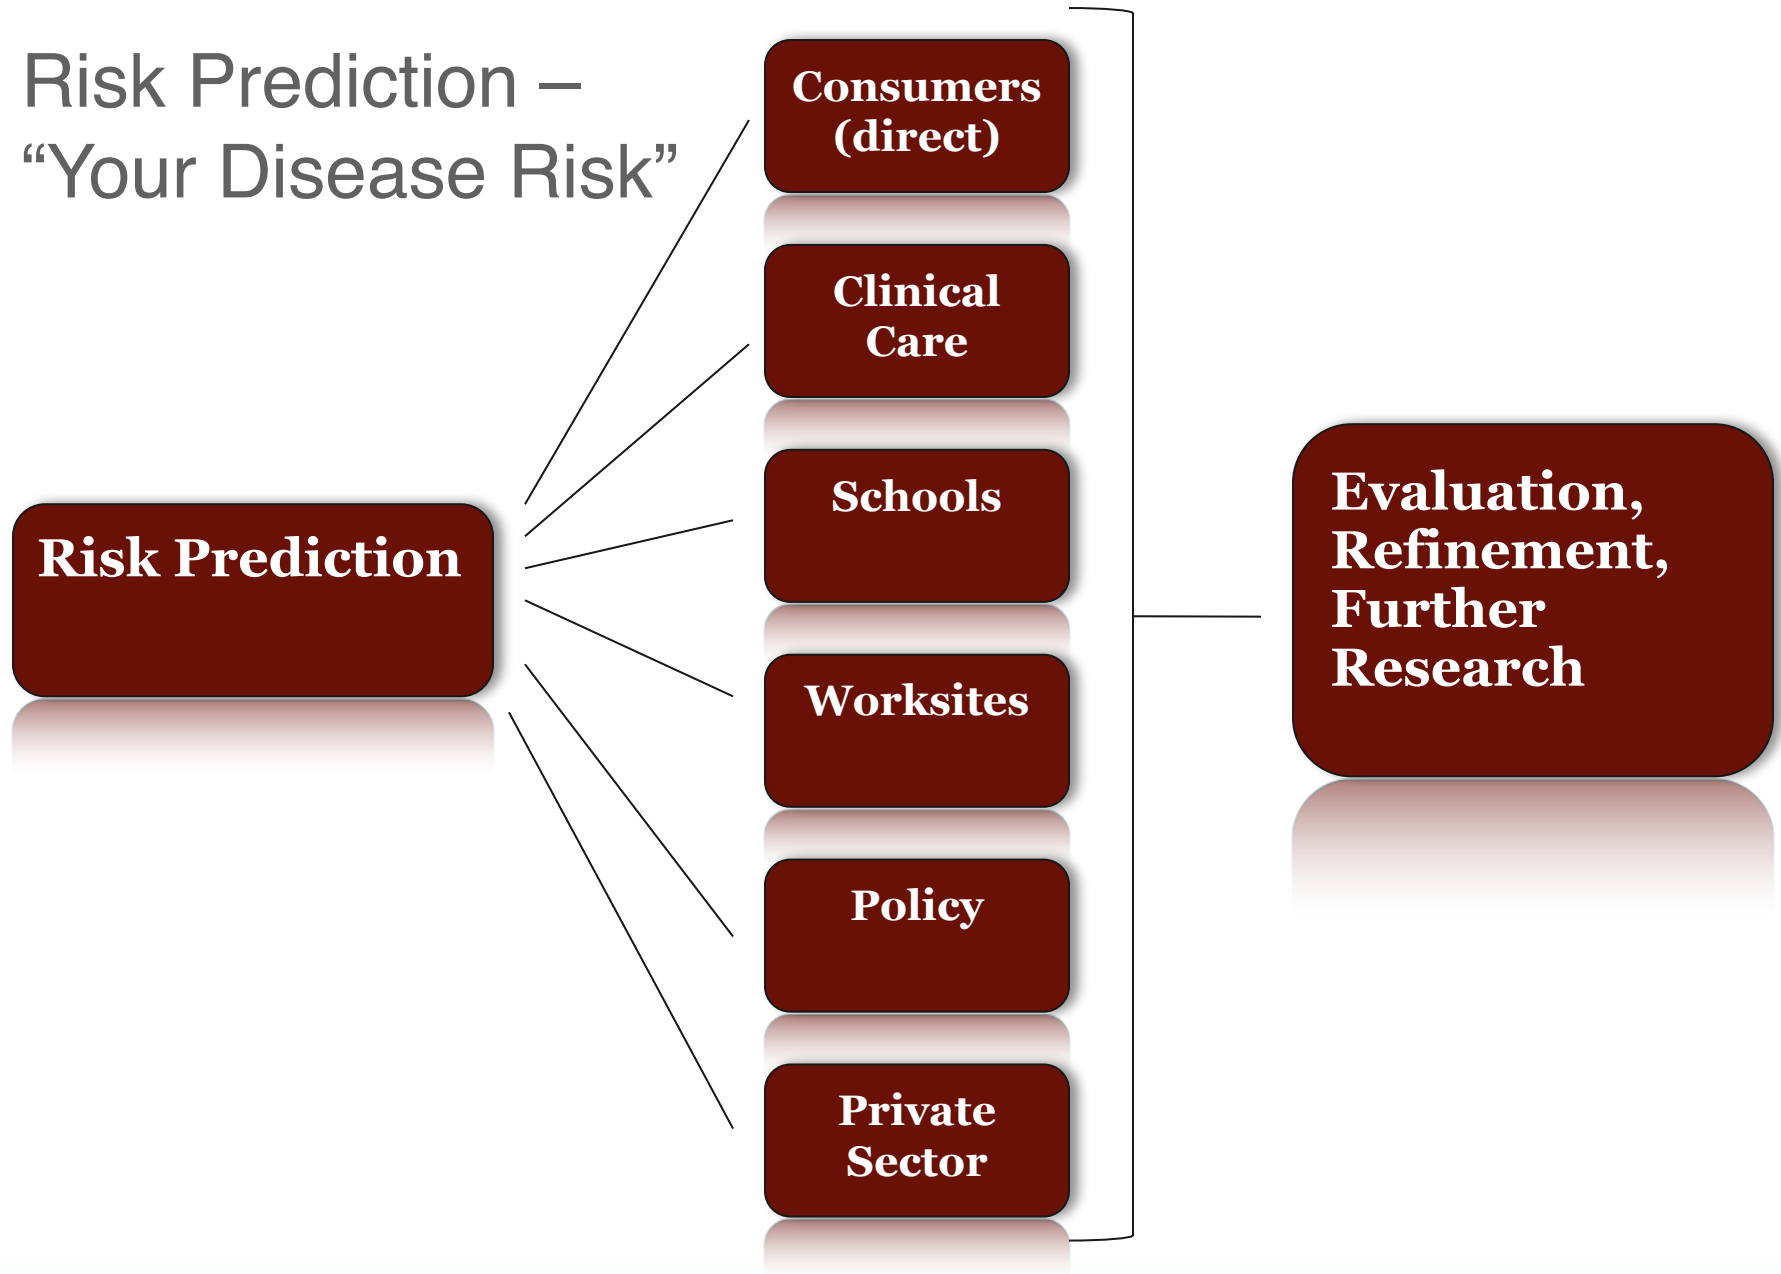 Risk Prediction –
“Your Disease Risk”
Consumers
(direct)
Clinical
Care
Schools
Risk Prediction
Worksites
Policy
Private
Sector
Evaluation,
Refinement,
Further
Research